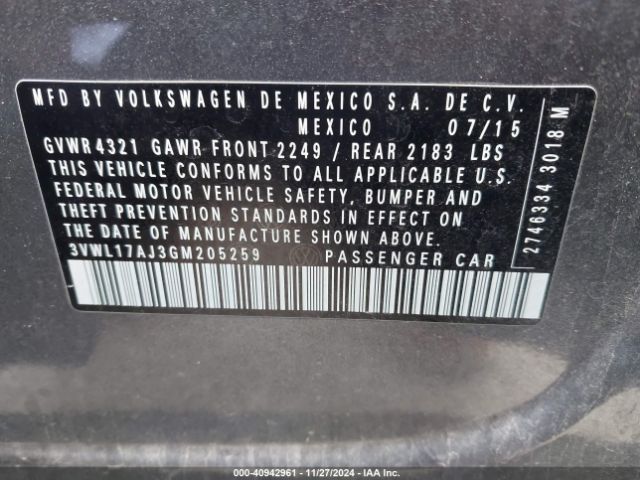 MFD BY VOLKSWAGEN DE MEXICO S.A. DE C.V.
MEXICO 07/15
GVWR 4321 GAWR FRONT 2249 / REAR 2183 LBS
THIS VEHICLE CONFORMS TO ALL APPLICABLE U.S.
FEDERAL MOTOR VEHICLE SAFETY, BUMPER AND
THEFT PREVENTION STANDARDS IN EFFECT ON
THE DATE OF MANUFACTURE SHOWN ABOVE.
3VWL17AJ3GM205259 PASSENGER CAR
2746334 3018 M
000-40942961 - 11/27/2024 - IAA Inc.